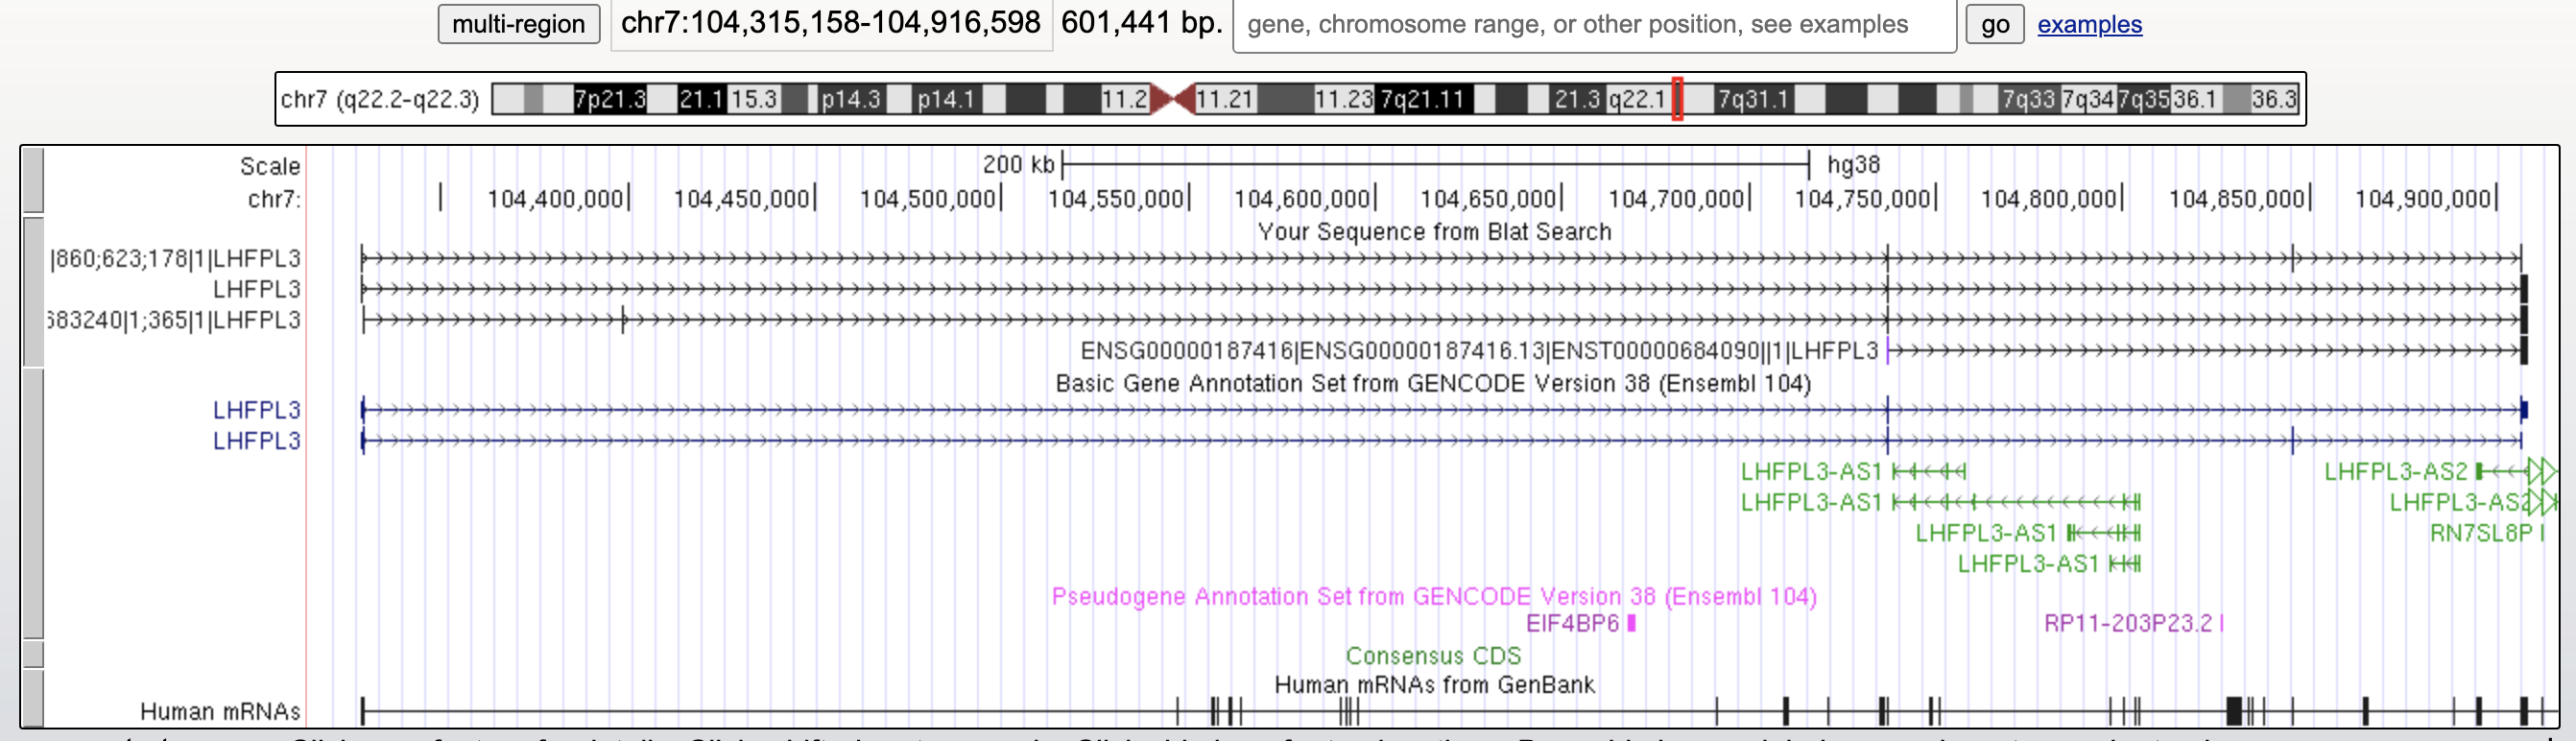 multi-region chr7:104,315,158-104,916,598 601,441 bp. gene, chromosome range, or other position, see examples go examples
chr7 (q22.2-q22.3) 7p21.3 21.1 15.3 p14.3 p14.1 11.2 11.21 11.23 7q21.11 21.3 q22.1 7q31.1 7q33 7q34 7q35 36.1 36.3
Scale 200 kb hg38
chr7: 104,400,000 104,450,000 104,500,000 104,550,000 104,600,000 104,650,000 104,700,000 104,750,000 104,800,000 104,850,000 104,900,000
Your Sequence from Blat Search
|860;623;178|1|LHFPL3
LHFPL3
683240|1;365|1|LHFPL3
ENSG00000187416|ENSG00000187416.13|ENST00000684090||1|LHFPL3
Basic Gene Annotation Set from GENCODE Version 38 (Ensembl 104)
LHFPL3
LHFPL3
LHFPL3-AS1 LHFPL3-AS2
LHFPL3-AS1 LHFPL3-AS2
LHFPL3-AS1 RN7SL8P
LHFPL3-AS1
Pseudogene Annotation Set from GENCODE Version 38 (Ensembl 104)
EIF4BP6 RP11-203P23.2
Consensus CDS
Human mRNAs from GenBank
Human mRNAs